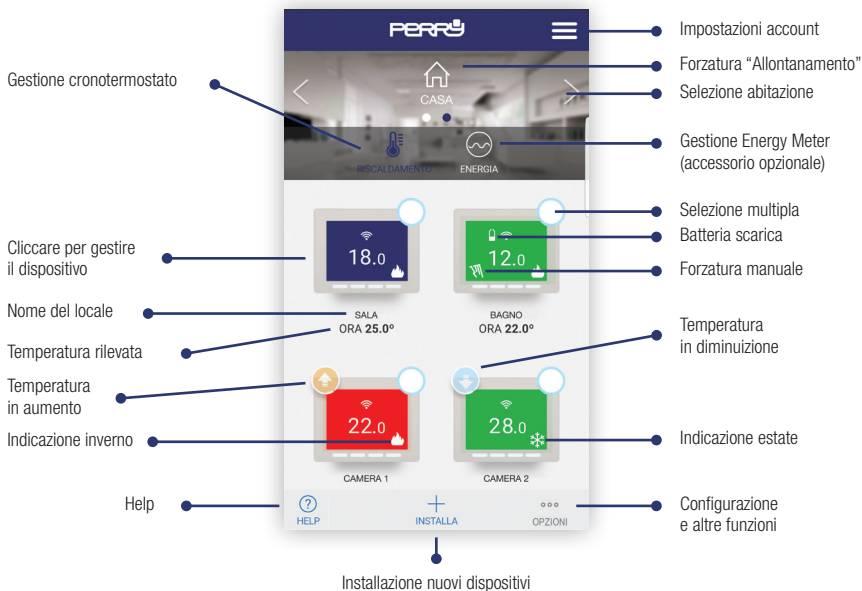 PERRY
Impostazioni account
Forzatura “Allontanamento”
Selezione abitazione
Gestione cronotermostato
CASA
Gestione Energy Meter
(accessorio opzionale)
RISCALDAMENTO
ENERGIA
Selezione multipla
Batteria scarica
Forzatura manuale
Cliccare per gestire
il dispositivo
18.0
12.0
Nome del locale
SALA
BAGNO
ORA 25.0°
ORA 22.0°
Temperatura rilevata
Temperatura
in diminuizione
Temperatura
in aumento
22.0
28.0
Indicazione inverno
Indicazione estate
CAMERA 1
CAMERA 2
Help
?
HELP
INSTALLA
OPZIONI
Configurazione
e altre funzioni
Installazione nuovi dispositivi